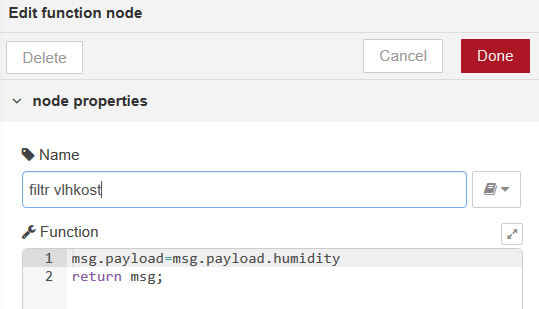 Edit function node
Delete Cancel Done
node properties
Name
filtr vlhkost
Function
1 msg.payload=msg.payload.humidity
2 return msg;